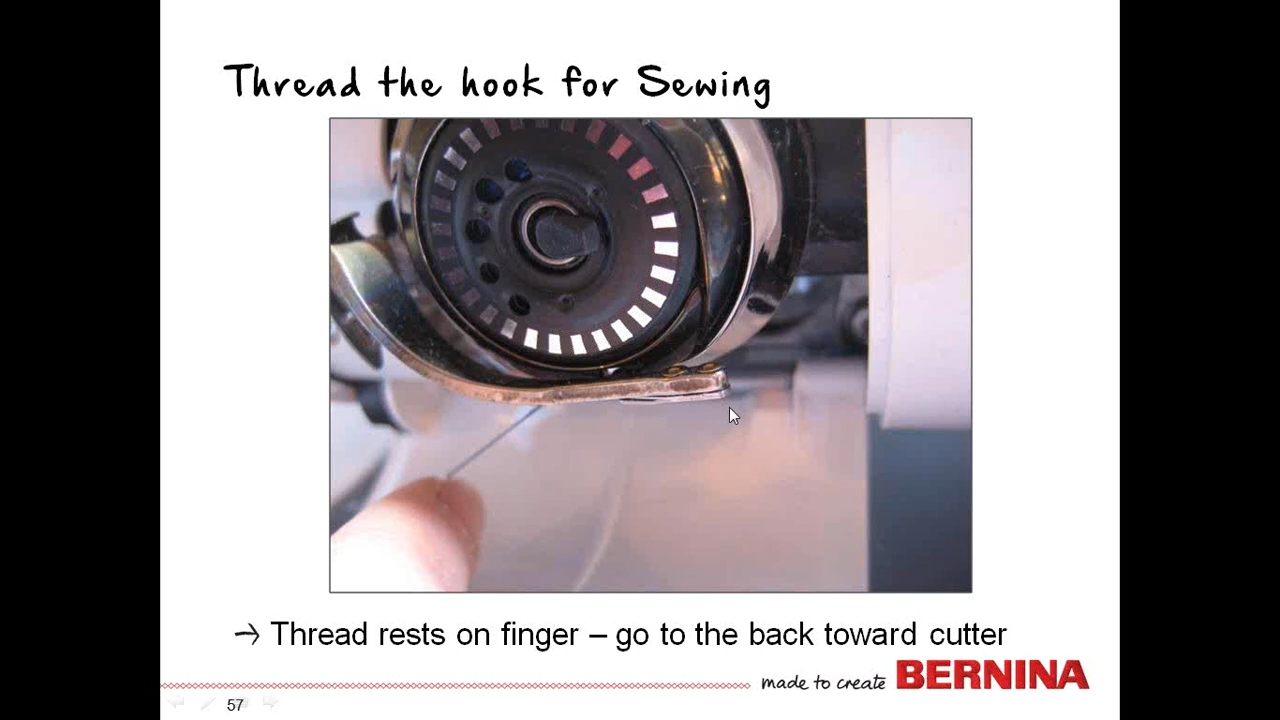 Thread the hook for Sewing
→ Thread rests on finger – go to the back toward cutter
made to create BERNINA
57